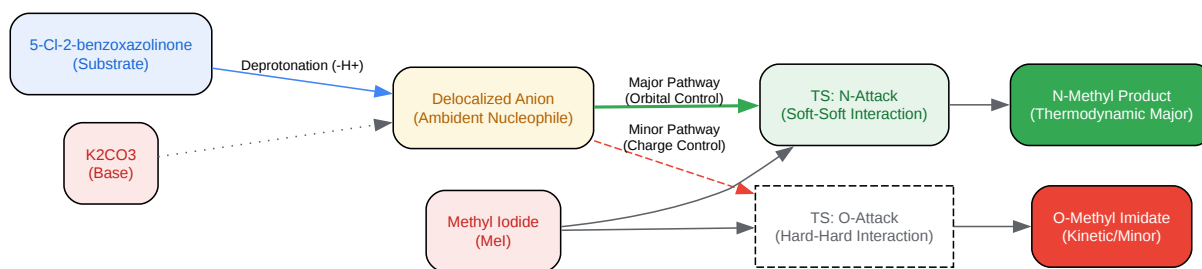 5-Cl-2-benzoxazolinone
(Substrate)
Deprotonation (-H+)
K2CO3
(Base)
Delocalized Anion
(Ambident Nucleophile)
Major Pathway
(Orbital Control)
Minor Pathway
(Charge Control)
Methyl Iodide
(MeI)
TS: N-Attack
(Soft-Soft Interaction)
TS: O-Attack
(Hard-Hard Interaction)
N-Methyl Product
(Thermodynamic Major)
O-Methyl Imidate
(Kinetic/Minor)